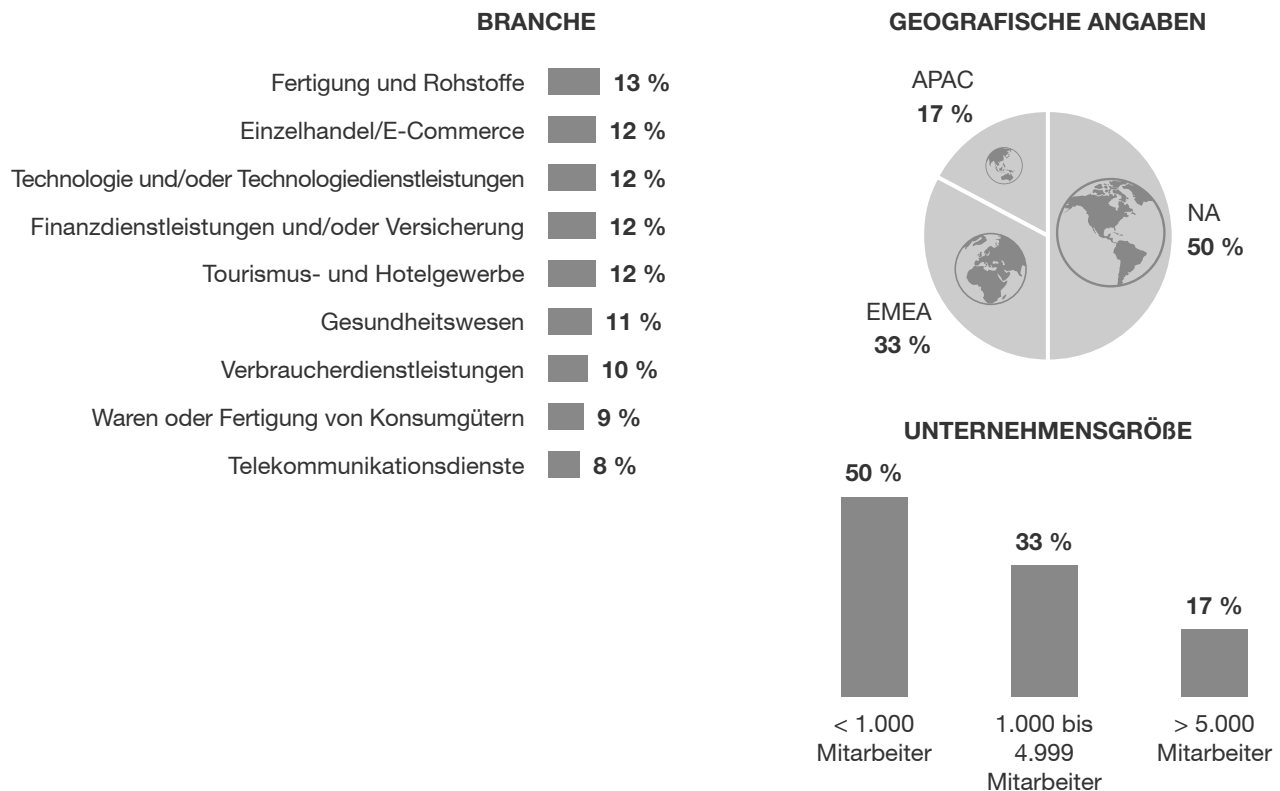 BRANCHE
Fertigung und Rohstoffe 13 %
Einzelhandel/E-Commerce 12 %
Technologie und/oder Technologiedienstleistungen 12 %
Finanzdienstleistungen und/oder Versicherung 12 %
Tourismus- und Hotelgewerbe 12 %
Gesundheitswesen 11 %
Verbraucherdienstleistungen 10 %
Waren oder Fertigung von Konsumgütern 9 %
Telekommunikationsdienste 8 %
GEOGRAFISCHE ANGABEN
APAC
17 %
NA
50 %
EMEA
33 %
UNTERNEHMENSGRÖßE
50 %
33 %
17 %
< 1.000
Mitarbeiter
1.000 bis
4.999
Mitarbeiter
> 5.000
Mitarbeiter